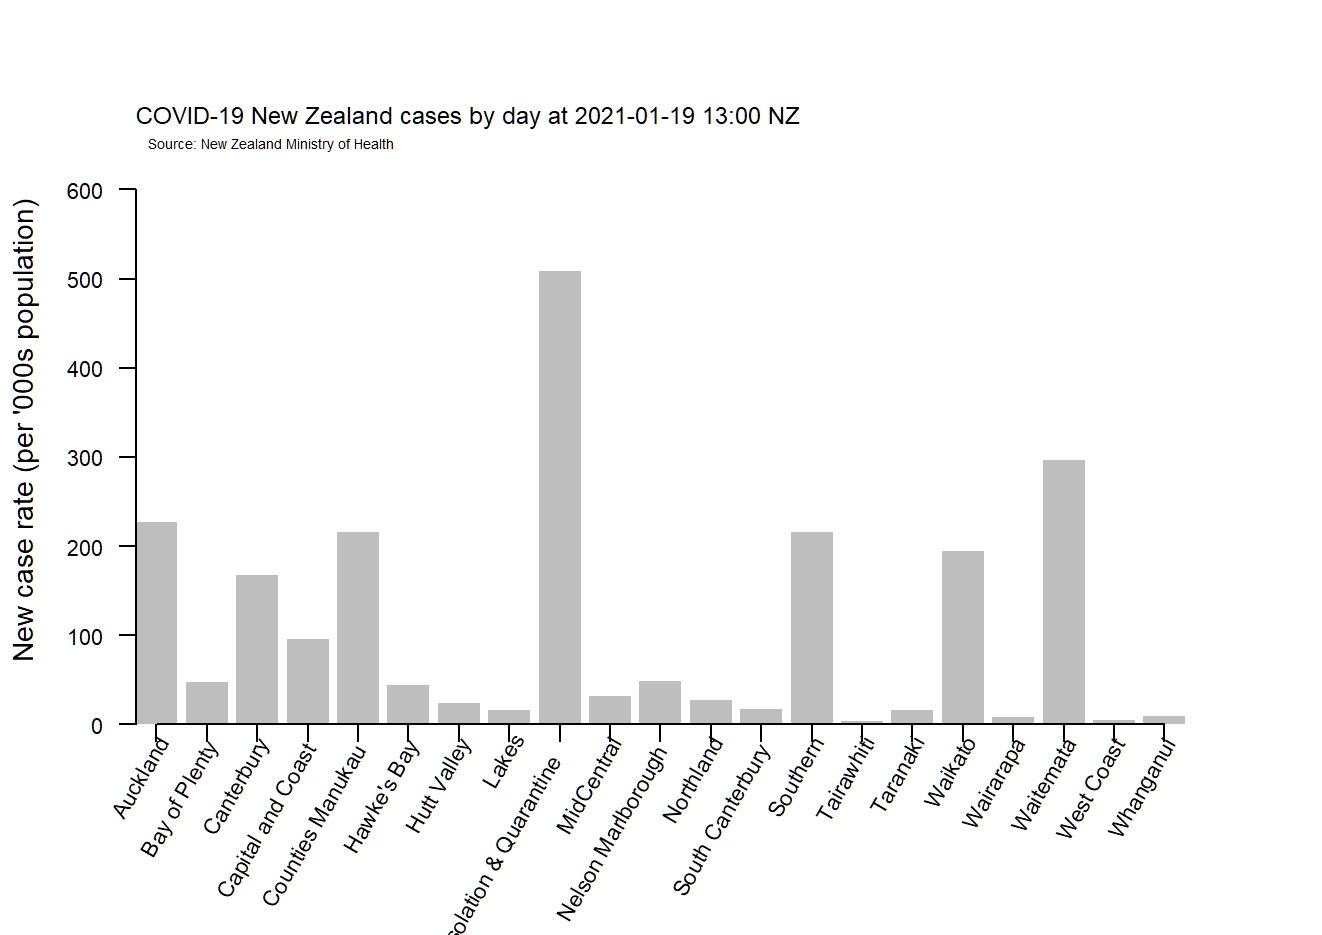 COVID-19 New Zealand cases by day at 2021-01-19 13:00 NZ
Source: New Zealand Ministry of Health
New case rate (per '000s population)
600
500
400
300
200
100
0
Auckland
Bay of Plenty
Canterbury
Capital and Coast
Counties Manukau
Hawke's Bay
Hutt Valley
Lakes
solation & Quarantine
MidCentral
Nelson Marlborough
Northland
South Canterbury
Southern
Tairawhiti
Taranaki
Waikato
Wairarapa
Waitemata
West Coast
Whanganui